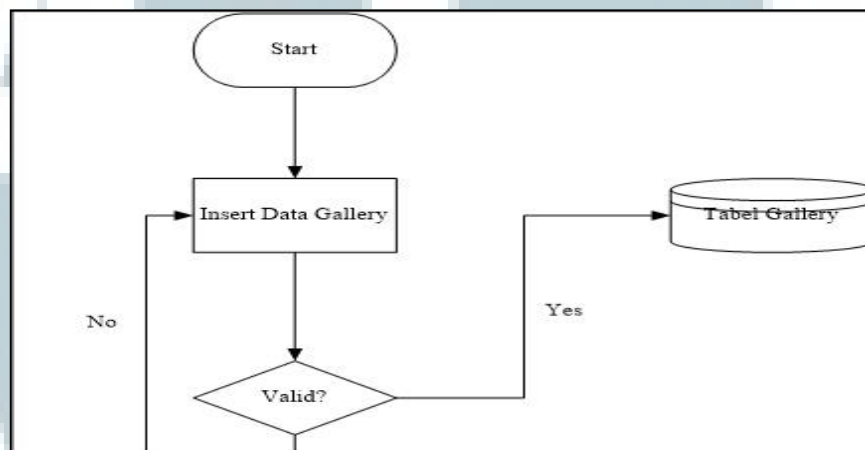 Start
Insert Data Gallery
Tabel Gallery
No
Yes
Valid?